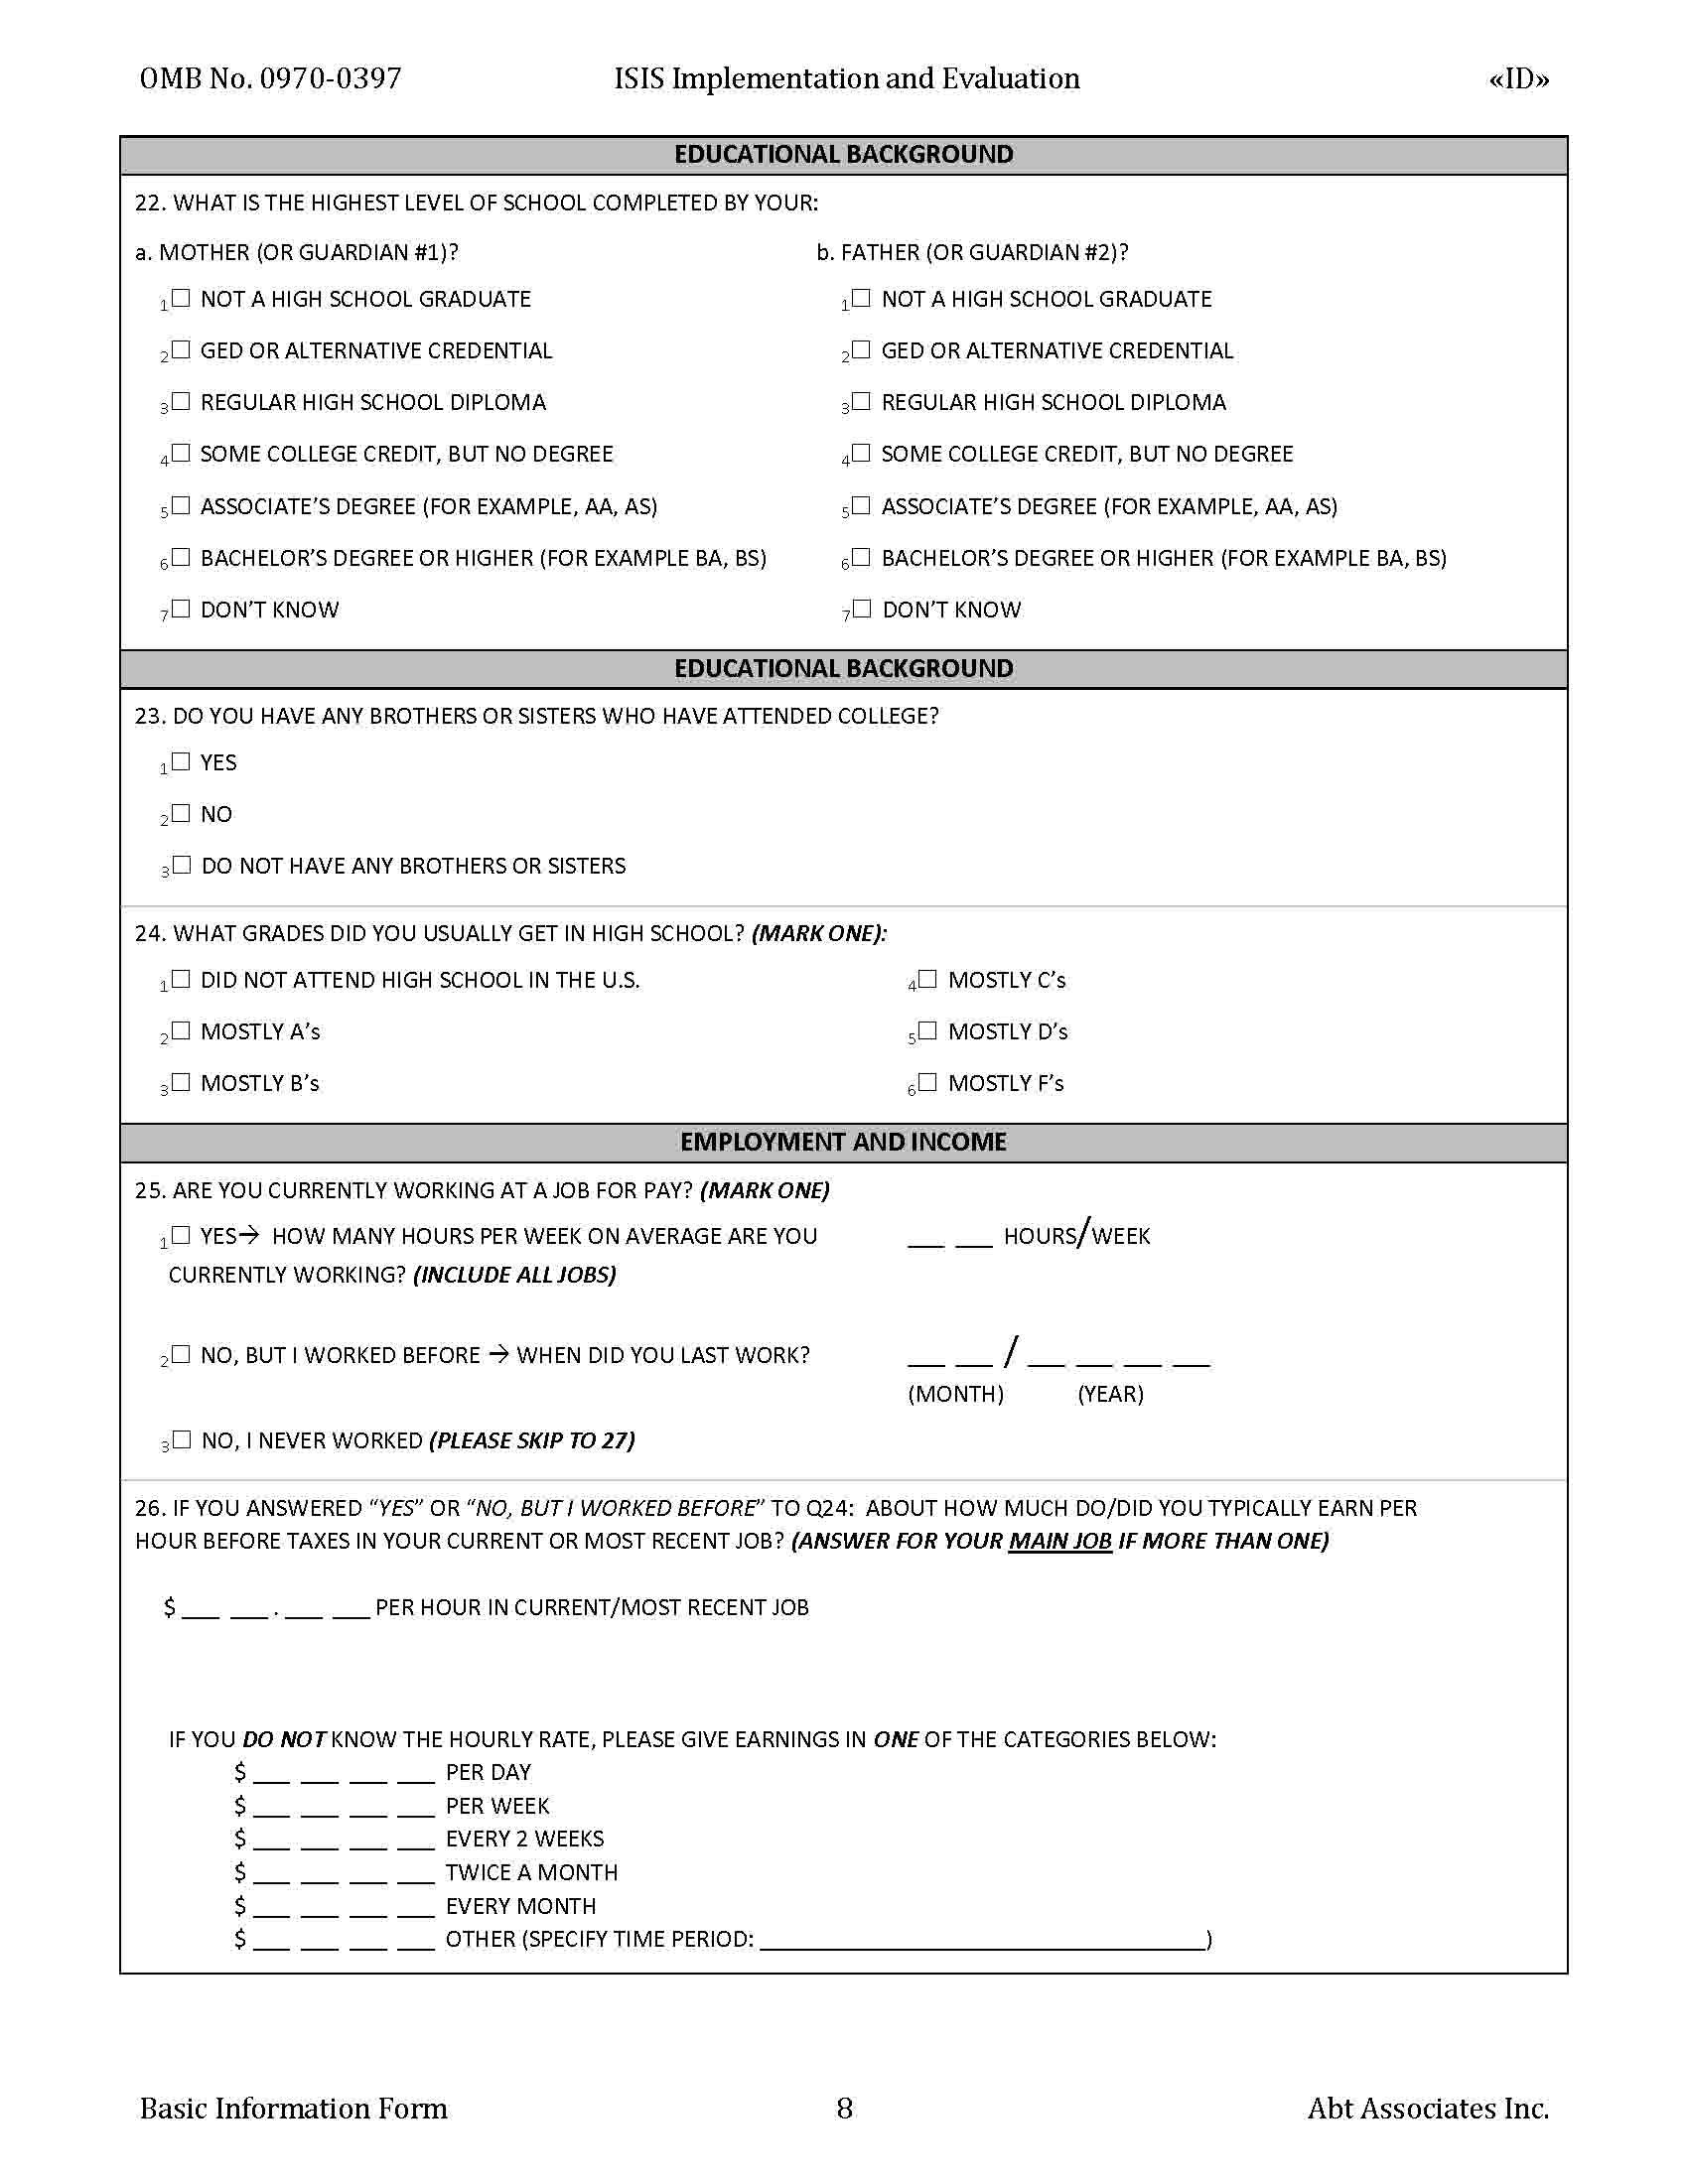 OMB No. 0970-0397 ISIS Implementation and Evaluation «ID»
EDUCATIONAL BACKGROUND
22. WHAT IS THE HIGHEST LEVEL OF SCHOOL COMPLETED BY YOUR:
a. MOTHER (OR GUARDIAN #1)?
1☐ NOT A HIGH SCHOOL GRADUATE
2☐ GED OR ALTERNATIVE CREDENTIAL
3☐ REGULAR HIGH SCHOOL DIPLOMA
4☐ SOME COLLEGE CREDIT, BUT NO DEGREE
5☐ ASSOCIATE’S DEGREE (FOR EXAMPLE, AA, AS)
6☐ BACHELOR’S DEGREE OR HIGHER (FOR EXAMPLE BA, BS)
7☐ DON’T KNOW
b. FATHER (OR GUARDIAN #2)?
1☐ NOT A HIGH SCHOOL GRADUATE
2☐ GED OR ALTERNATIVE CREDENTIAL
3☐ REGULAR HIGH SCHOOL DIPLOMA
4☐ SOME COLLEGE CREDIT, BUT NO DEGREE
5☐ ASSOCIATE’S DEGREE (FOR EXAMPLE, AA, AS)
6☐ BACHELOR’S DEGREE OR HIGHER (FOR EXAMPLE BA, BS)
7☐ DON’T KNOW
EDUCATIONAL BACKGROUND
23. DO YOU HAVE ANY BROTHERS OR SISTERS WHO HAVE ATTENDED COLLEGE?
1☐ YES
2☐ NO
3☐ DO NOT HAVE ANY BROTHERS OR SISTERS
24. WHAT GRADES DID YOU USUALLY GET IN HIGH SCHOOL? (MARK ONE):
1☐ DID NOT ATTEND HIGH SCHOOL IN THE U.S.
2☐ MOSTLY A’s
3☐ MOSTLY B’s
4☐ MOSTLY C’s
5☐ MOSTLY D’s
6☐ MOSTLY F’s
EMPLOYMENT AND INCOME
25. ARE YOU CURRENTLY WORKING AT A JOB FOR PAY? (MARK ONE)
1☐ YES→ HOW MANY HOURS PER WEEK ON AVERAGE ARE YOU ___ ___ HOURS/WEEK
CURRENTLY WORKING? (INCLUDE ALL JOBS)
2☐ NO, BUT I WORKED BEFORE → WHEN DID YOU LAST WORK? ___ ___ / ___ ___ ___ ___
(MONTH) (YEAR)
3☐ NO, I NEVER WORKED (PLEASE SKIP TO 27)
26. IF YOU ANSWERED “YES” OR “NO, BUT I WORKED BEFORE” TO Q24: ABOUT HOW MUCH DO/DID YOU TYPICALLY EARN PER
HOUR BEFORE TAXES IN YOUR CURRENT OR MOST RECENT JOB? (ANSWER FOR YOUR MAIN JOB IF MORE THAN ONE)
$ ___ ___ . ___ ___ PER HOUR IN CURRENT/MOST RECENT JOB
IF YOU DO NOT KNOW THE HOURLY RATE, PLEASE GIVE EARNINGS IN ONE OF THE CATEGORIES BELOW:
$ ___ ___ ___ ___ PER DAY
$ ___ ___ ___ ___ PER WEEK
$ ___ ___ ___ ___ EVERY 2 WEEKS
$ ___ ___ ___ ___ TWICE A MONTH
$ ___ ___ ___ ___ EVERY MONTH
$ ___ ___ ___ ___ OTHER (SPECIFY TIME PERIOD: ______________________________)
Basic Information Form 8 Abt Associates Inc.